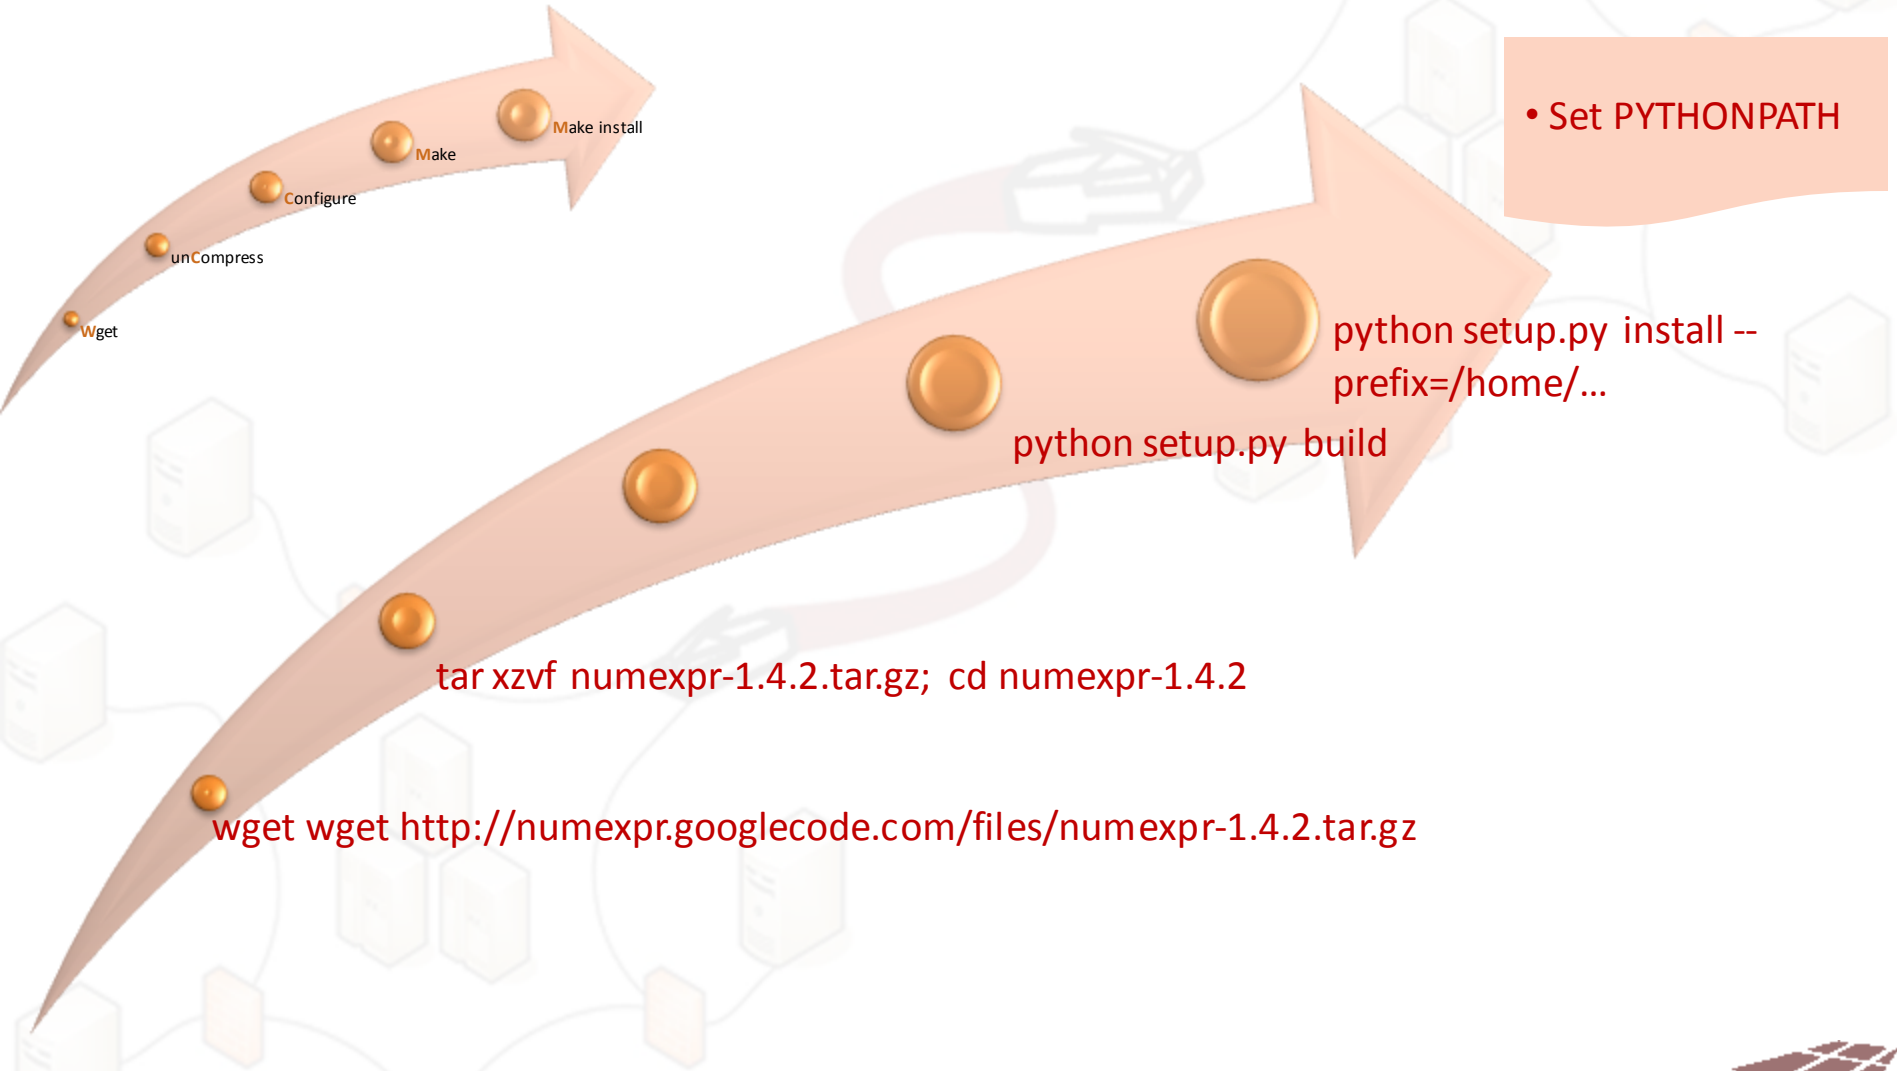 Make install
Make
Configure
unCompress
Wget
• Set PYTHONPATH
python setup.py install --
prefix=/home/...
python setup.py build
tar xzvf numexpr-1.4.2.tar.gz; cd numexpr-1.4.2
wget wget http://numexpr.googlecode.com/files/numexpr-1.4.2.tar.gz